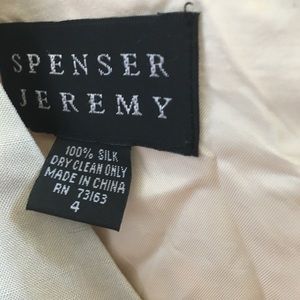 SPENSER
JEREMY
100% SILK
DRY CLEAN ONLY
MADE IN CHINA
RN 73163
4